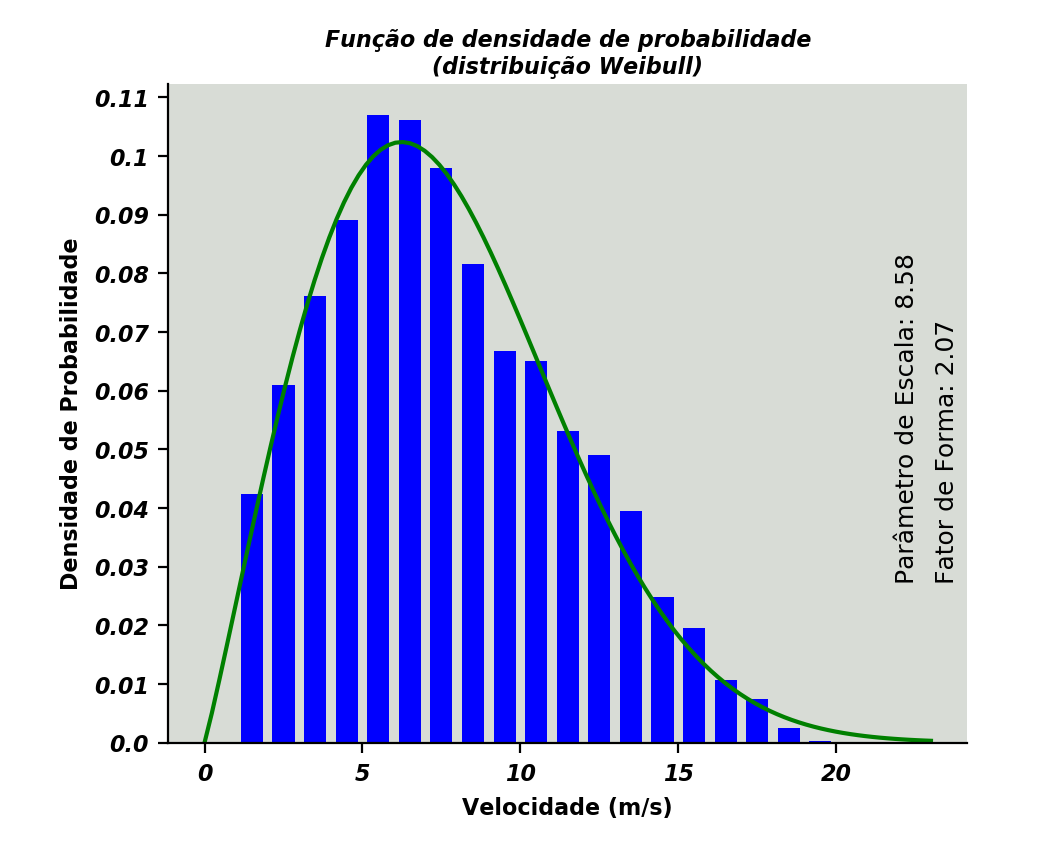 Função de densidade de probabilidade
(distribuição Weibull)
Densidade de Probabilidade
0.11
0.1
0.09
0.08
0.07
0.06
0.05
0.04
0.03
0.02
0.01
0.0
Parâmetro de Escala: 8.58
Fator de Forma: 2.07
0 5 10 15 20
Velocidade (m/s)